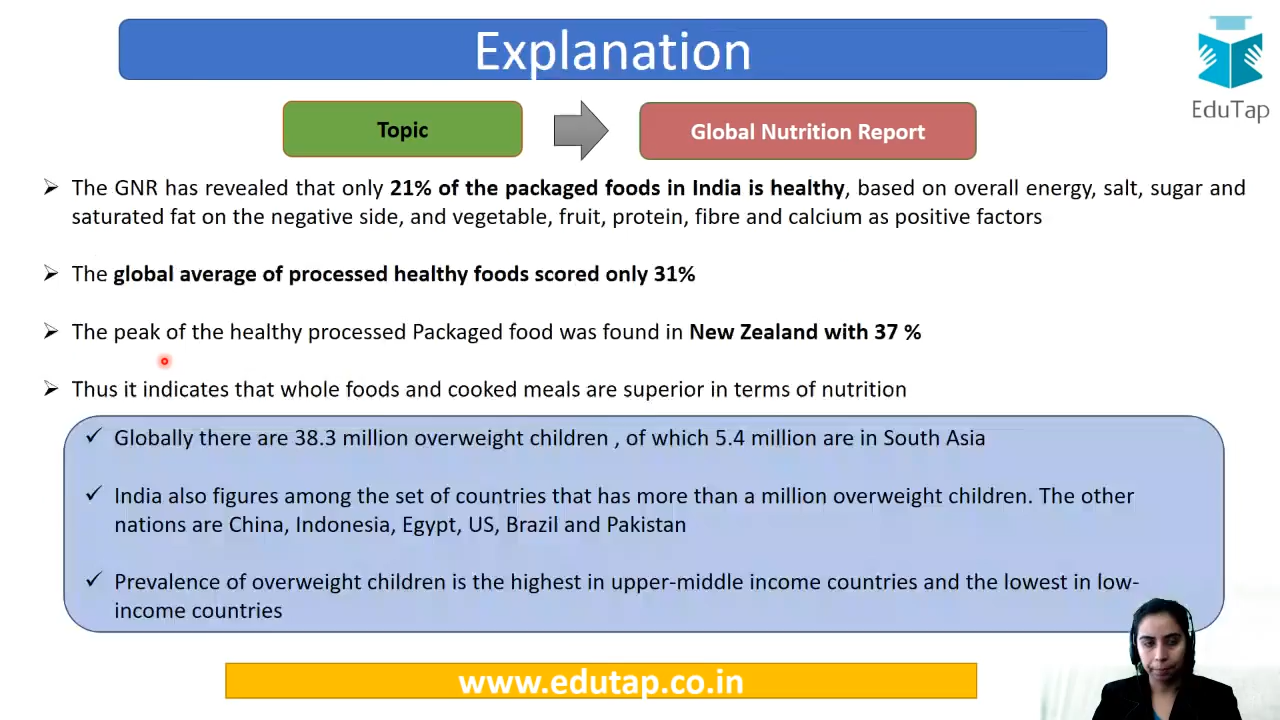 Explanation
EduTap
Topic
Global Nutrition Report
➢ The GNR has revealed that only 21% of the packaged foods in India is healthy, based on overall energy, salt, sugar and
saturated fat on the negative side, and vegetable, fruit, protein, fibre and calcium as positive factors
➢ The global average of processed healthy foods scored only 31%
➢ The peak of the healthy processed Packaged food was found in New Zealand with 37 %
➢ Thus it indicates that whole foods and cooked meals are superior in terms of nutrition
✓ Globally there are 38.3 million overweight children , of which 5.4 million are in South Asia
✓ India also figures among the set of countries that has more than a million overweight children. The other
nations are China, Indonesia, Egypt, US, Brazil and Pakistan
✓ Prevalence of overweight children is the highest in upper-middle income countries and the lowest in low-
income countries
www.edutap.co.in